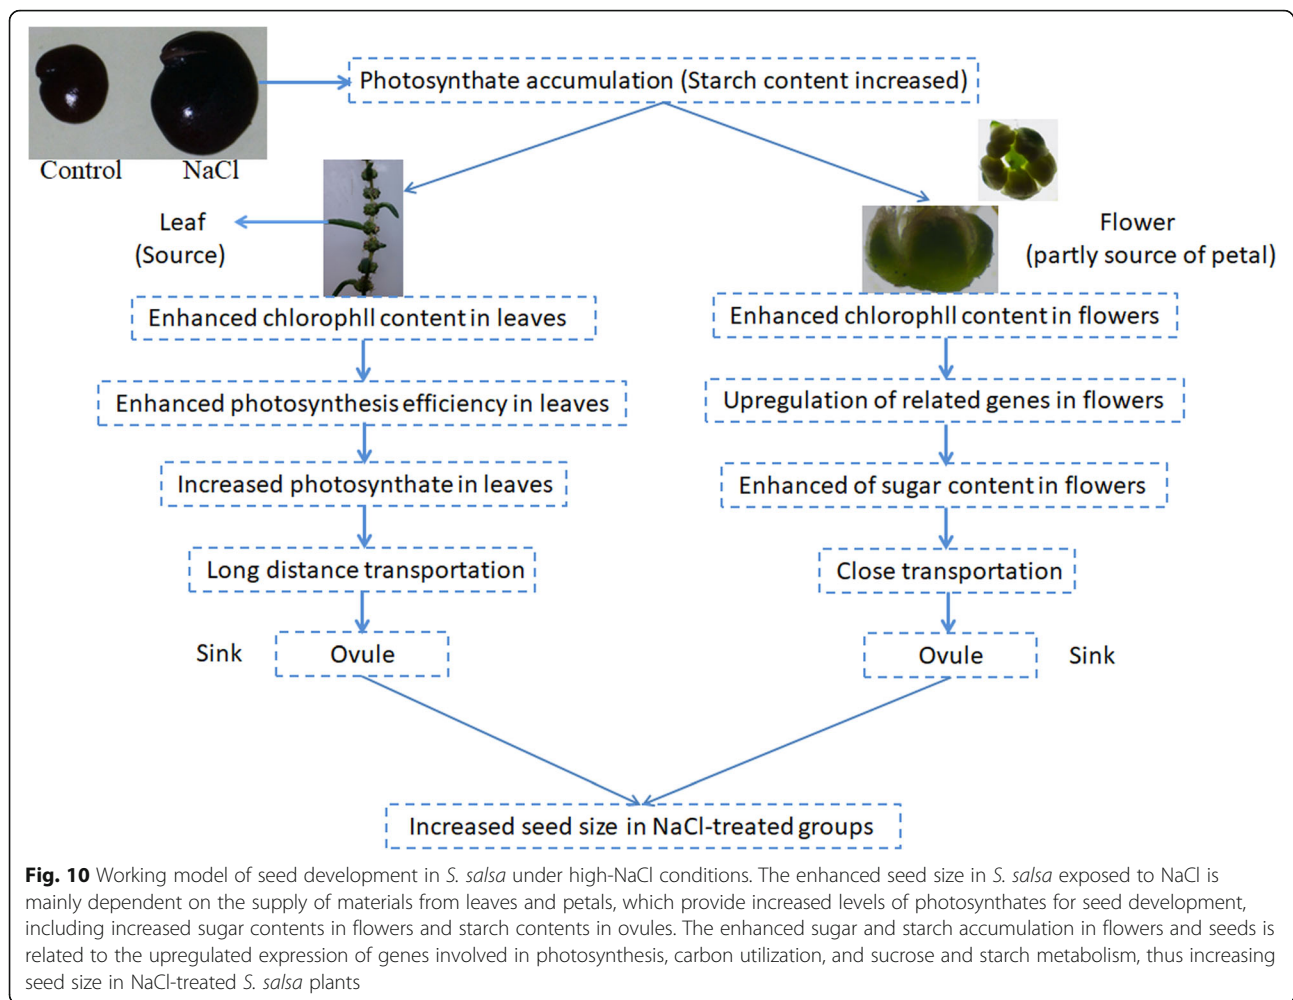 Photosynthate accumulation (Starch content increased)
Control
NaCl
Leaf
(Source)
Flower
(partly source of petal)
Enhanced chlorophll content in leaves
Enhanced photosynthesis efficiency in leaves
Increased photosynthate in leaves
Long distance transportation
Sink
Ovule
Enhanced chlorophll content in flowers
Upregulation of related genes in flowers
Enhanced of sugar content in flowers
Close transportation
Ovule
Sink
Increased seed size in NaCl-treated groups
Fig. 10 Working model of seed development in S. salsa under high-NaCl conditions. The enhanced seed size in S. salsa exposed to NaCl is
mainly dependent on the supply of materials from leaves and petals, which provide increased levels of photosynthates for seed development,
including increased sugar contents in flowers and starch contents in ovules. The enhanced sugar and starch accumulation in flowers and seeds is
related to the upregulated expression of genes involved in photosynthesis, carbon utilization, and sucrose and starch metabolism, thus increasing
seed size in NaCl-treated S. salsa plants